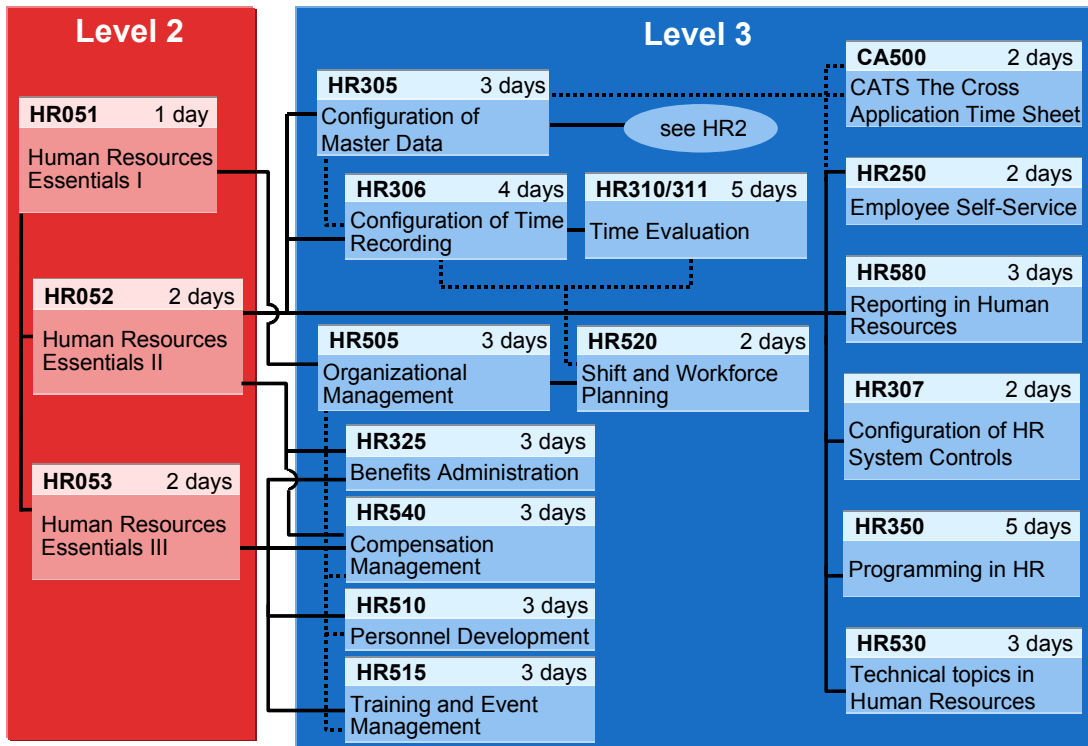 Level 2
HR051 1 day
Human Resources
Essentials I
HR052 2 days
Human Resources
Essentials II
HR053 2 days
Human Resources
Essentials III
Level 3
HR305 3 days
Configuration of
Master Data
see HR2
HR306 4 days
Configuration of Time
Recording
HR310/311 5 days
Time Evaluation
HR505 3 days
Organizational
Management
HR520 2 days
Shift and Workforce
Planning
HR325 3 days
Benefits Administration
HR540 3 days
Compensation
Management
HR510 3 days
Personnel Development
HR515 3 days
Training and Event
Management
CA500 2 days
CATS The Cross
Application Time Sheet
HR250 2 days
Employee Self-Service
HR580 3 days
Reporting in Human
Resources
HR307 2 days
Configuration of HR
System Controls
HR350 5 days
Programming in HR
HR530 3 days
Technical topics in
Human Resources